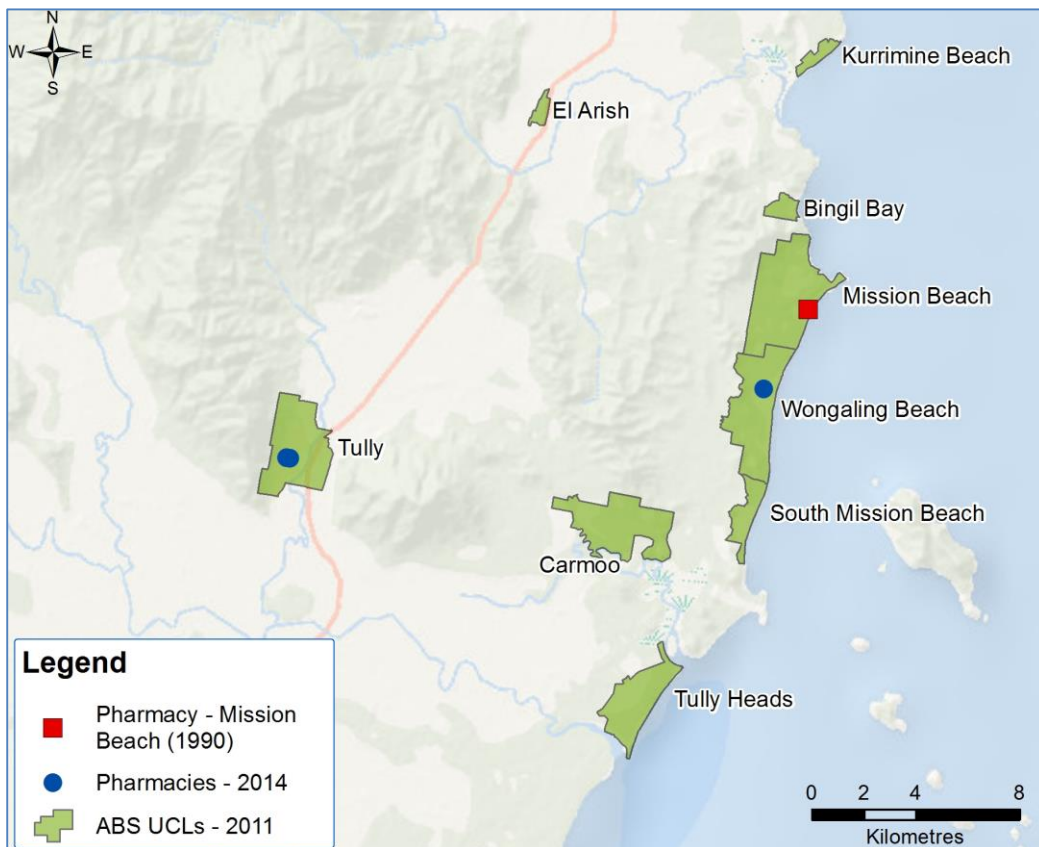 N
W E
S
Kurrimine Beach
El Arish
Bingil Bay
Mission Beach
Wongaling Beach
Tully
South Mission Beach
Carmoo
Tully Heads
Legend
Pharmacy - Mission
Beach (1990)
Pharmacies - 2014
ABS UCLs - 2011
0 2 4 8
Kilometres